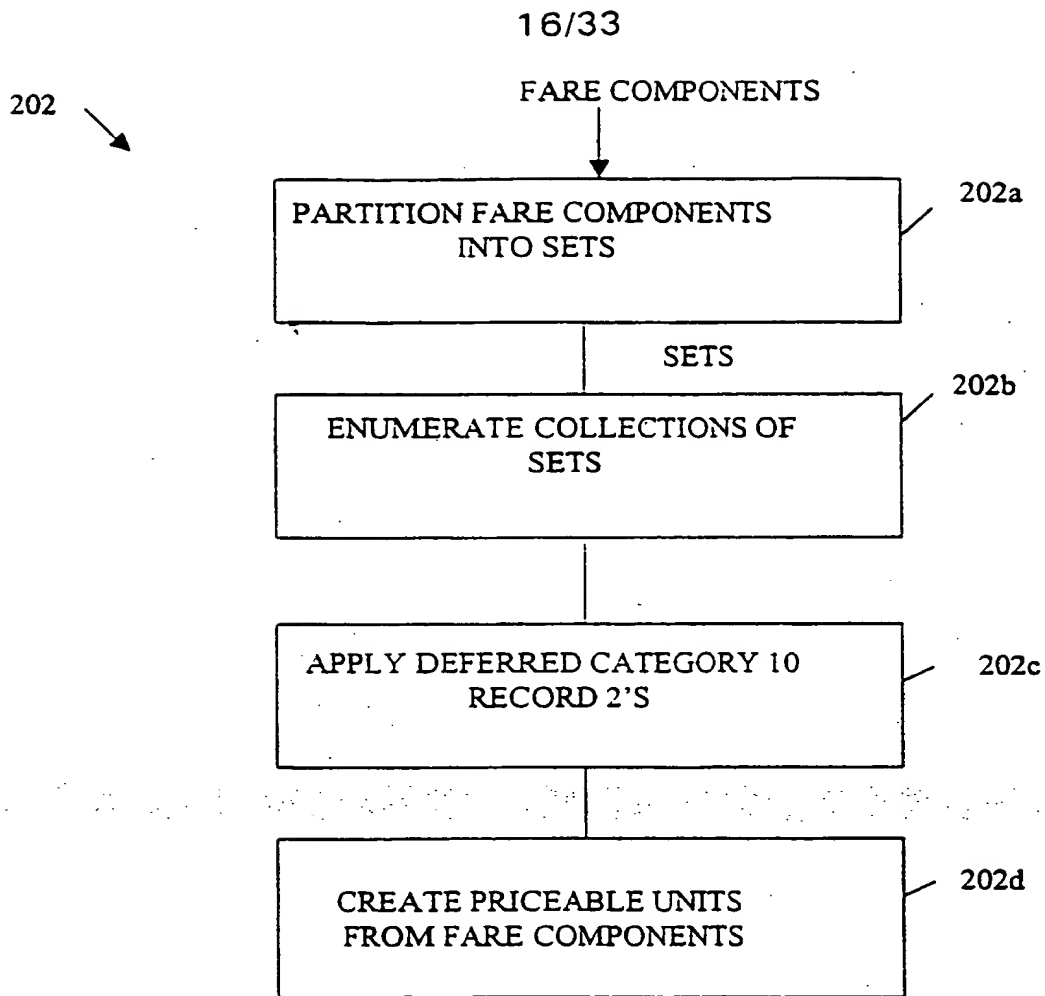 16/33
202
FARE COMPONENTS
PARTITION FARE COMPONENTS
INTO SETS
202a
SETS
202b
ENUMERATE COLLECTIONS OF
SETS
APPLY DEFERRED CATEGORY 10
RECORD 2'S
202c
202d
CREATE PRICEABLE UNITS
FROM FARE COMPONENTS